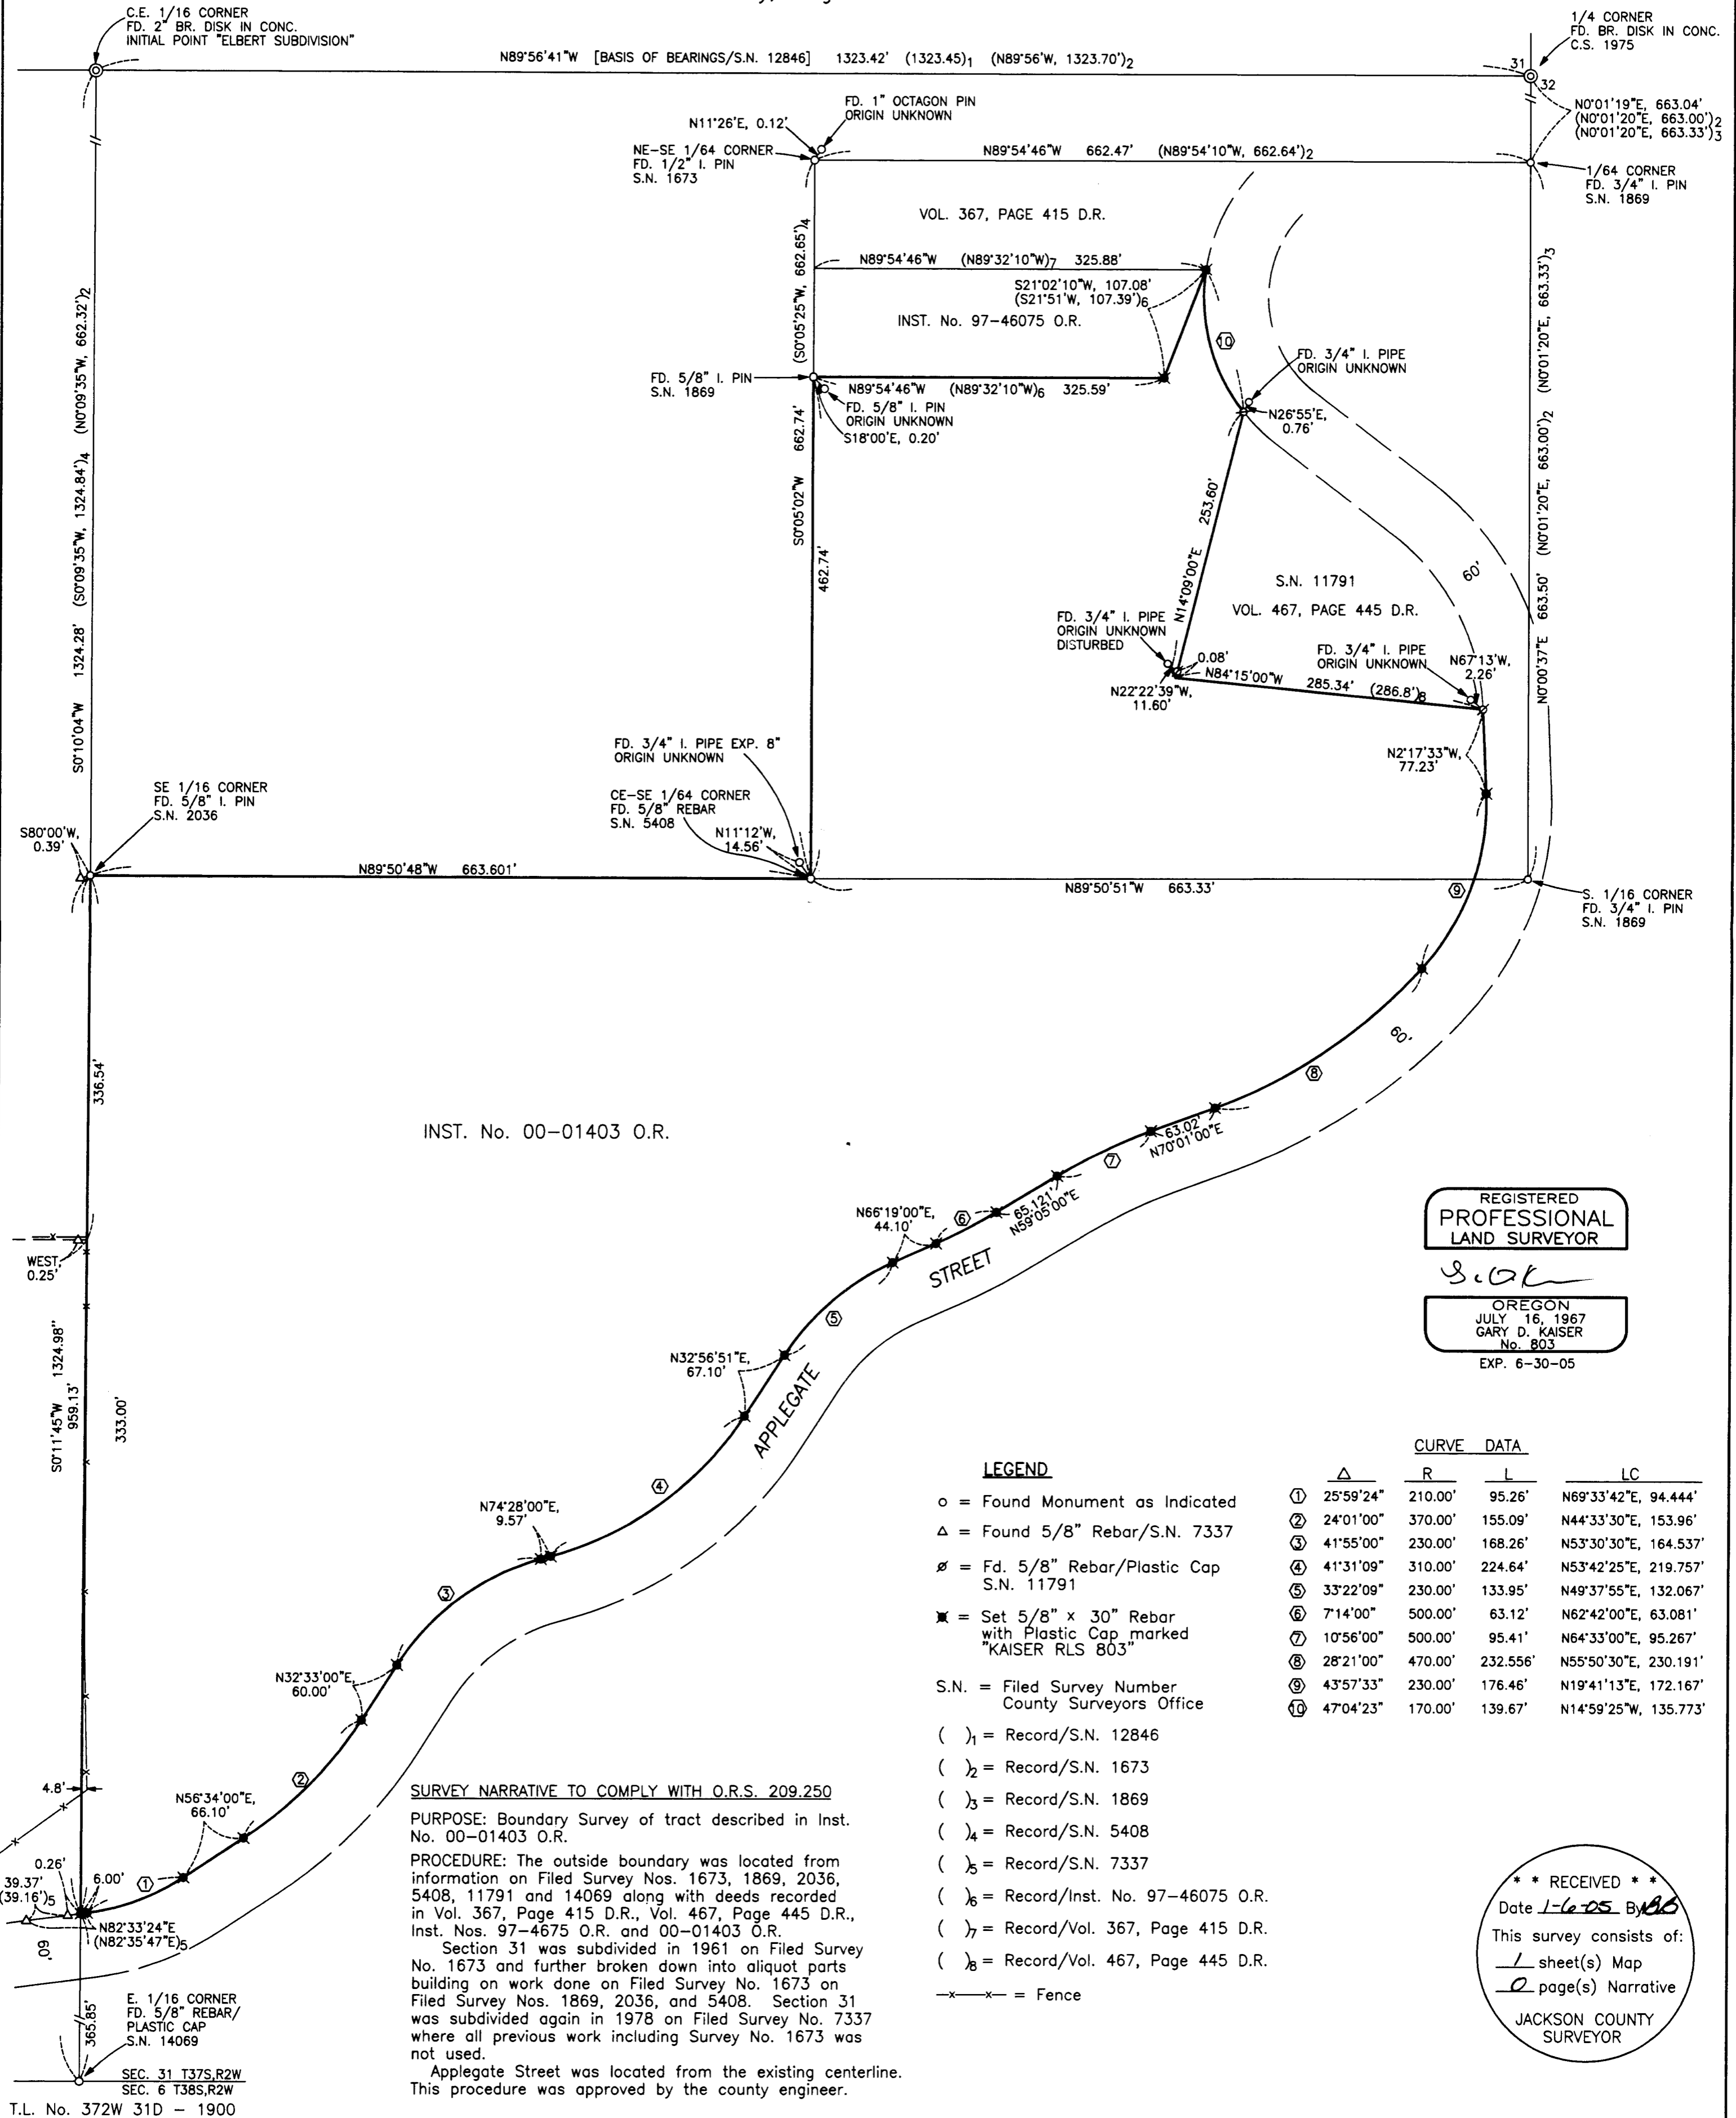 C.E. 1/16 CORNER
FD. 2" BR. DISK IN CONC.
INITIAL POINT "ELBERT SUBDIVISION"
N89°56'41"W [BASIS OF BEARINGS/S.N. 12846] 1323.42' (1323.45)1 (N89°56'W, 1323.70')2
1/4 CORNER
FD. BR. DISK IN CONC.
C.S. 1975
31
32
N0°01'19"E, 663.04'
(N0°01'20"E, 663.00')2
(N0°01'20"E, 663.33')3
FD. 1" OCTAGON PIN
ORIGIN UNKNOWN
N11°26'E, 0.12'
NE-SE 1/64 CORNER
FD. 1/2" I. PIN
S.N. 1673
N89°54'46"W 662.47' (N89°54'10"W, 662.64')2
1/64 CORNER
FD. 3/4" I. PIN
S.N. 1869
VOL. 367, PAGE 415 D.R.
N89°54'46"W (N89°32'10"W)7 325.88'
S21°02'10"W, 107.08'
(S21°51'W, 107.39')6
INST. No. 97-46075 O.R.
(S0°05'25"W, 662.65')4
S0°05'02"W 662.74'
462.74'
FD. 5/8" I. PIN
S.N. 1869
N89°54'46"W (N89°32'10"W)6 325.59'
FD. 5/8" I. PIN
ORIGIN UNKNOWN
S18°00'E, 0.20'
10
FD. 3/4" I. PIPE
ORIGIN UNKNOWN
N26°55'E,
0.76'
N14°09'00"E 253.60'
S0°10'04"W 1324.28' (S0°09'35"W, 1324.84')4 (N0°09'35"W, 662.32')2
N0°00'37"E 663.50' (N0°01'20"E, 663.00')2 (N0°01'20"E, 663.33')3
60'
S.N. 11791
VOL. 467, PAGE 445 D.R.
FD. 3/4" I. PIPE
ORIGIN UNKNOWN
DISTURBED
0.08'
N22°22'39"W,
11.60'
FD. 3/4" I. PIPE
ORIGIN UNKNOWN
N67°13'W,
2.26'
N84°15'00"W 285.34' (286.8')8
N2°17'33"W,
77.23'
FD. 3/4" I. PIPE EXP. 8"
ORIGIN UNKNOWN
CE-SE 1/64 CORNER
FD. 5/8" REBAR
S.N. 5408
N11°12'W,
14.56'
SE 1/16 CORNER
FD. 5/8" I. PIN
S.N. 2036
S80°00'W,
0.39'
N89°50'48"W 663.601'
N89°50'51"W 663.33'
9
S. 1/16 CORNER
FD. 3/4" I. PIN
S.N. 1869
60'
8
336.54'
INST. No. 00-01403 O.R.
63.02'
N70°01'00"E
7
65.121'
N59°05'00"E
6
N66°19'00"E,
44.10'
APPLEGATE STREET
5
WEST,
0.25'
N32°56'51"E,
67.10'
S0°11'45"W 1324.98"
959.13'
333.00'
4
N74°28'00"E,
9.57'
3
N32°33'00"E,
60.00'
2
4.8'
N56°34'00"E,
66.10'
1
0.26'
39.37'
(39.16')5
6.00'
N82°33'24"E
(N82°35'47"E)5
60'
365.85'
E. 1/16 CORNER
FD. 5/8" REBAR/
PLASTIC CAP
S.N. 14069
SEC. 31 T37S,R2W
SEC. 6 T38S,R2W
T.L. No. 372W 31D - 1900
SURVEY NARRATIVE TO COMPLY WITH O.R.S. 209.250
PURPOSE: Boundary Survey of tract described in Inst.
No. 00-01403 O.R.
PROCEDURE: The outside boundary was located from
information on Filed Survey Nos. 1673, 1869, 2036,
5408, 11791 and 14069 along with deeds recorded
in Vol. 367, Page 415 D.R., Vol. 467, Page 445 D.R.,
Inst. Nos. 97-4675 O.R. and 00-01403 O.R.
Section 31 was subdivided in 1961 on Filed Survey
No. 1673 and further broken down into aliquot parts
building on work done on Filed Survey No. 1673 on
Filed Survey Nos. 1869, 2036, and 5408. Section 31
was subdivided again in 1978 on Filed Survey No. 7337
where all previous work including Survey No. 1673 was
not used.
Applegate Street was located from the existing centerline.
This procedure was approved by the county engineer.
LEGEND
o = Found Monument as Indicated
△ = Found 5/8" Rebar/S.N. 7337
ø = Fd. 5/8" Rebar/Plastic Cap
S.N. 11791
= Set 5/8" x 30" Rebar
with Plastic Cap marked
"KAISER RLS 803"
S.N. = Filed Survey Number
County Surveyors Office
( )1 = Record/S.N. 12846
( )2 = Record/S.N. 1673
( )3 = Record/S.N. 1869
( )4 = Record/S.N. 5408
( )5 = Record/S.N. 7337
( )6 = Record/Inst. No. 97-46075 O.R.
( )7 = Record/Vol. 367, Page 415 D.R.
( )8 = Record/Vol. 467, Page 445 D.R.
—x——x— = Fence
REGISTERED
PROFESSIONAL
LAND SURVEYOR
OREGON
JULY 16, 1967
GARY D. KAISER
No. 803
EXP. 6-30-05
CURVE DATA
△ R L LC
1 25°59'24" 210.00' 95.26' N69°33'42"E, 94.444'
2 24°01'00" 370.00' 155.09' N44°33'30"E, 153.96'
3 41°55'00" 230.00' 168.26' N53°30'30"E, 164.537'
4 41°31'09" 310.00' 224.64' N53°42'25"E, 219.757'
5 33°22'09" 230.00' 133.95' N49°37'55"E, 132.067'
6 7°14'00" 500.00' 63.12' N62°42'00"E, 63.081'
7 10°56'00" 500.00' 95.41' N64°33'00"E, 95.267'
8 28°21'00" 470.00' 232.556' N55°50'30"E, 230.191'
9 43°57'33" 230.00' 176.46' N19°41'13"E, 172.167'
10 47°04'23" 170.00' 139.67' N14°59'25"W, 135.773'
* * RECEIVED * *
Date 1-6-05 By BB
This survey consists of:
1 sheet(s) Map
0 page(s) Narrative
JACKSON COUNTY
SURVEYOR